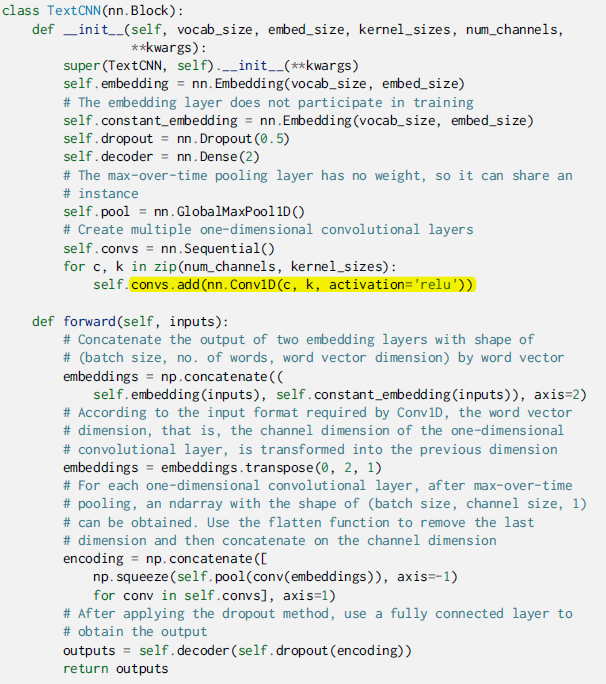 class TextCNN(nn.Block):
    def __init__(self, vocab_size, embed_size, kernel_sizes, num_channels,
                 **kwargs):
        super(TextCNN, self).__init__(**kwargs)
        self.embedding = nn.Embedding(vocab_size, embed_size)
        # The embedding layer does not participate in training
        self.constant_embedding = nn.Embedding(vocab_size, embed_size)
        self.dropout = nn.Dropout(0.5)
        self.decoder = nn.Dense(2)
        # The max-over-time pooling layer has no weight, so it can share an
        # instance
        self.pool = nn.GlobalMaxPool1D()
        # Create multiple one-dimensional convolutional layers
        self.convs = nn.Sequential()
        for c, k in zip(num_channels, kernel_sizes):
            self.convs.add(nn.Conv1D(c, k, activation='relu'))

    def forward(self, inputs):
        # Concatenate the output of two embedding layers with shape of
        # (batch size, no. of words, word vector dimension) by word vector
        embeddings = np.concatenate((
            self.embedding(inputs), self.constant_embedding(inputs)), axis=2)
        # According to the input format required by Conv1D, the word vector
        # dimension, that is, the channel dimension of the one-dimensional
        # convolutional layer, is transformed into the previous dimension
        embeddings = embeddings.transpose(0, 2, 1)
        # For each one-dimensional convolutional layer, after max-over-time
        # pooling, an ndarray with the shape of (batch size, channel size, 1)
        # can be obtained. Use the flatten function to remove the last
        # dimension and then concatenate on the channel dimension
        encoding = np.concatenate([
            np.squeeze(self.pool(conv(embeddings)), axis=-1)
            for conv in self.convs], axis=1)
        # After applying the dropout method, use a fully connected layer to
        # obtain the output
        outputs = self.decoder(self.dropout(encoding))
        return outputs